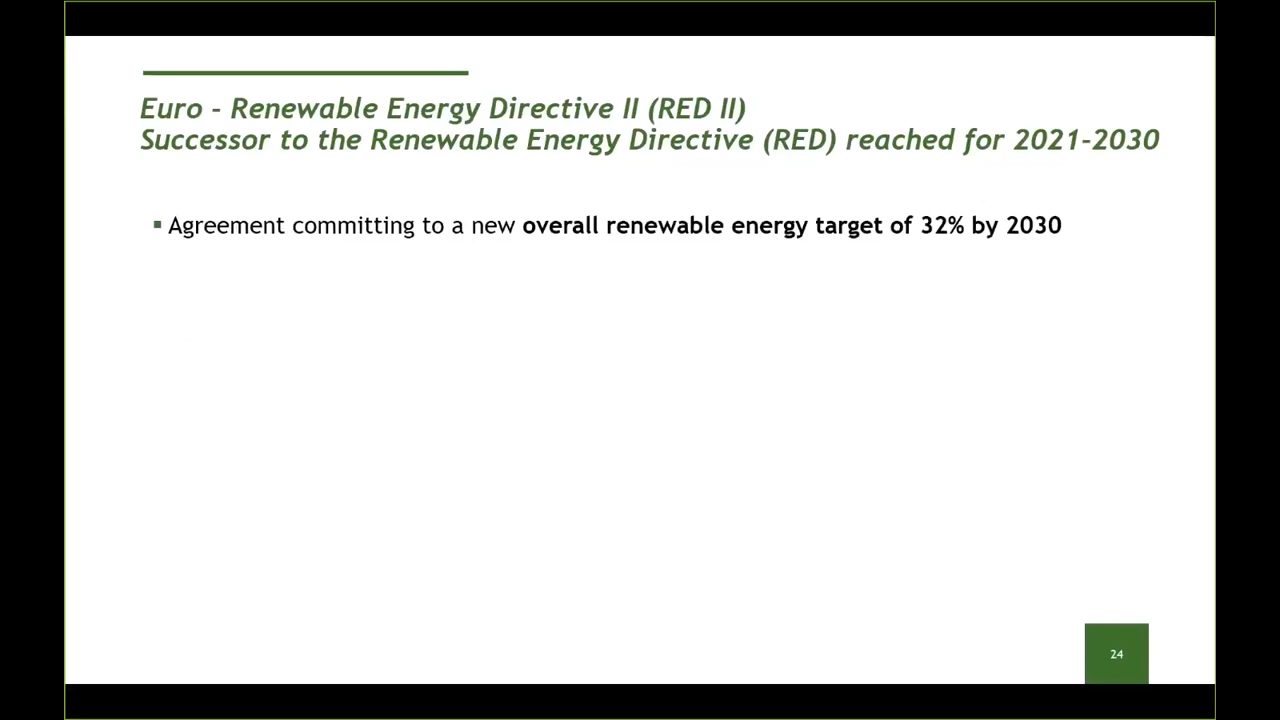 Euro - Renewable Energy Directive II (RED II)
Successor to the Renewable Energy Directive (RED) reached for 2021-2030
▪ Agreement committing to a new overall renewable energy target of 32% by 2030
24